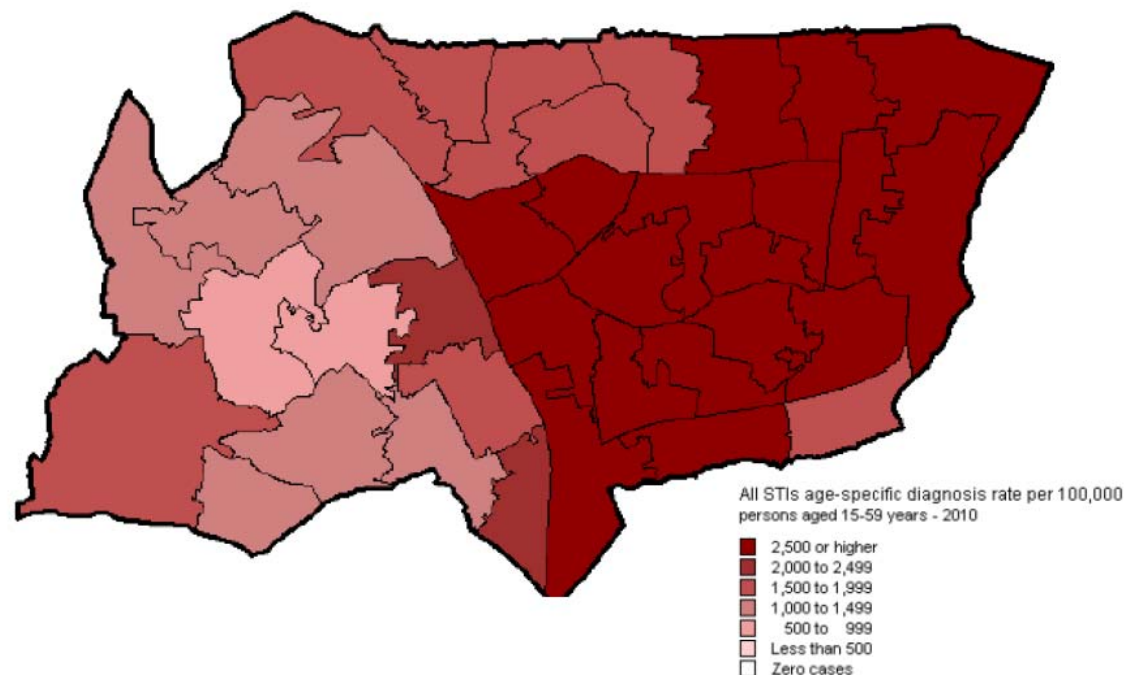 All STIs age-specific diagnosis rate per 100,000
persons aged 15-59 years - 2010
2,500 or higher
2,000 to 2,499
1,500 to 1,999
1,000 to 1,499
500 to 999
Less than 500
Zero cases